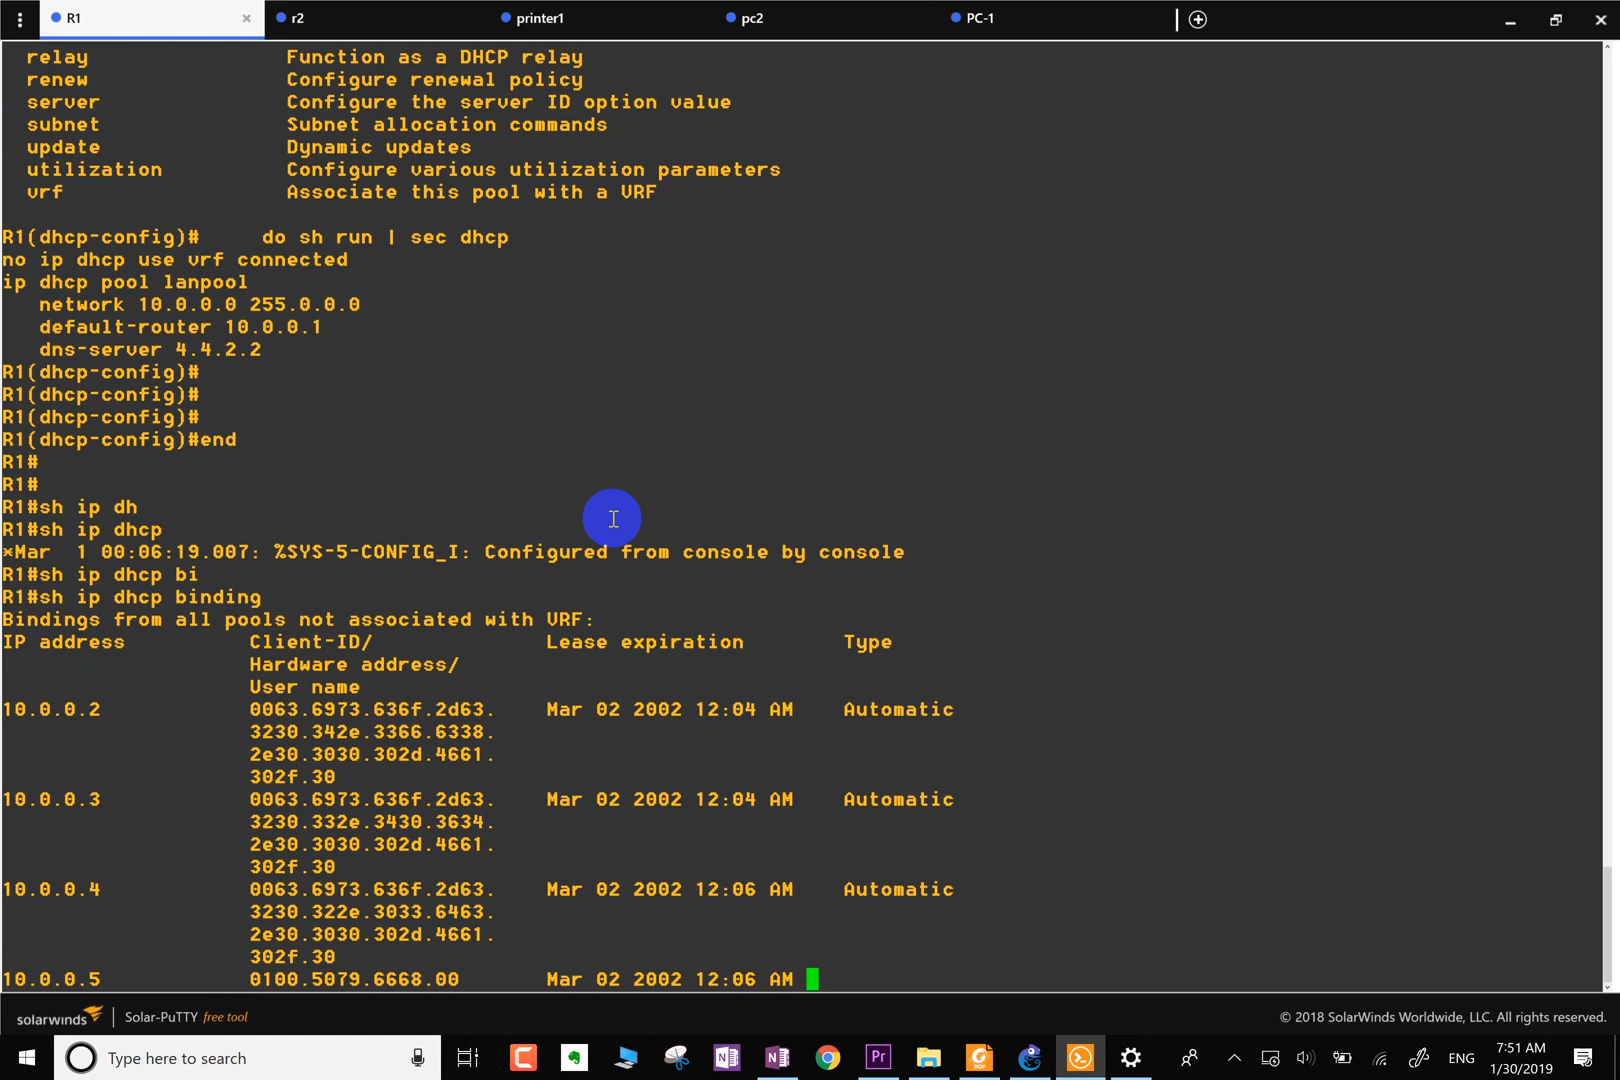 R1
r2
printer1
pc2
PC-1
relay Function as a DHCP relay
renew Configure renewal policy
server Configure the server ID option value
subnet Subnet allocation commands
update Dynamic updates
utilization Configure various utilization parameters
vrf Associate this pool with a VRF
R1(dhcp-config)# do sh run | sec dhcp
no ip dhcp use vrf connected
ip dhcp pool lanpool
network 10.0.0.0 255.0.0.0
default-router 10.0.0.1
dns-server 4.4.2.2
R1(dhcp-config)#
R1(dhcp-config)#
R1(dhcp-config)#
R1(dhcp-config)#end
R1#
R1#
R1#sh ip dh
R1#sh ip dhcp
*Mar 1 00:06:19.007: %SYS-5-CONFIG_I: Configured from console by console
R1#sh ip dhcp bi
R1#sh ip dhcp binding
Bindings from all pools not associated with VRF:
IP address Client-ID/ Lease expiration Type
Hardware address/
User name
10.0.0.2 0063.6973.636f.2d63. Mar 02 2002 12:04 AM Automatic
3230.342e.3366.6338.
2e30.3030.302d.4661.
302f.30
10.0.0.3 0063.6973.636f.2d63. Mar 02 2002 12:04 AM Automatic
3230.332e.3430.3634.
2e30.3030.302d.4661.
302f.30
10.0.0.4 0063.6973.636f.2d63. Mar 02 2002 12:06 AM Automatic
3230.322e.3033.6463.
2e30.3030.302d.4661.
302f.30
10.0.0.5 0100.5079.6668.00 Mar 02 2002 12:06 AM
solarwinds | Solar-PuTTY free tool
© 2018 SolarWinds Worldwide, LLC. All rights reserved.
Type here to search
Pr
PDF
ENG
7:51 AM
1/30/2019